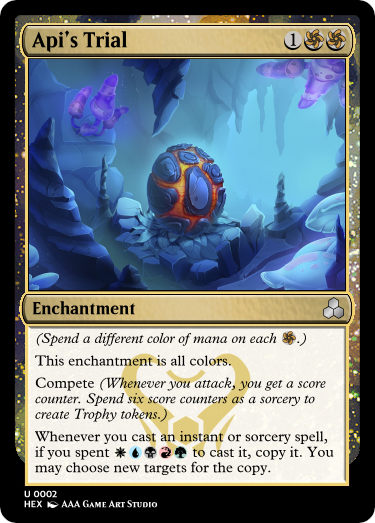 Api's Trial 1
Enchantment
(Spend a different color of mana on each .)
This enchantment is all colors.
Compete (Whenever you attack, you get a score
counter. Spend six score counters as a sorcery to
create Trophy tokens.)
Whenever you cast an instant or sorcery spell,
if you spent to cast it, copy it. You
may choose new targets for the copy.
U 0002
HEX AAA Game Art Studio